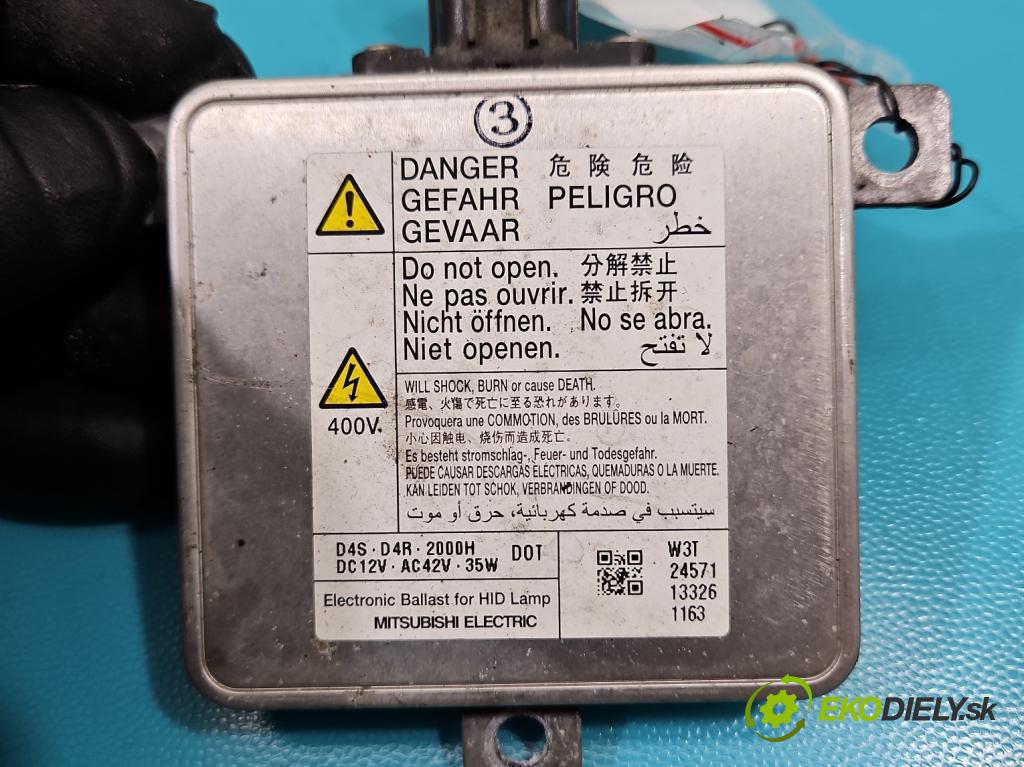 3
DANGER 危険 危险
GEFAHR PELIGRO
GEVAAR خطر
Do not open. 分解禁止
Ne pas ouvrir. 禁止拆开
Nicht öffnen. No se abra.
Niet openen. لا تفتح
400V.
WILL SHOCK, BURN or cause DEATH.
感電、火傷で死亡に至る恐れがあります。
Provoquera une COMMOTION, des BRULÛRES ou la MORT.
小心因触电、烧伤而造成死亡。
Es besteht stromschlag-, Feuer- und Todesgefahr.
PUEDE CAUSAR DESCARGAS ELÉCTRICAS, QUEMADURAS O LA MUERTE.
KAN LEIDEN TOT SCHOK, VERBRANDINGEN OF DOOD.
سيتسبب في صدمة كهربائية، حرق أو موت
D4S · D4R · 2000H DOT
DC12V · AC42V · 35W
Electronic Ballast for HID Lamp
MITSUBISHI ELECTRIC
W3T
24571
13326
1163
EKODIELY.sk